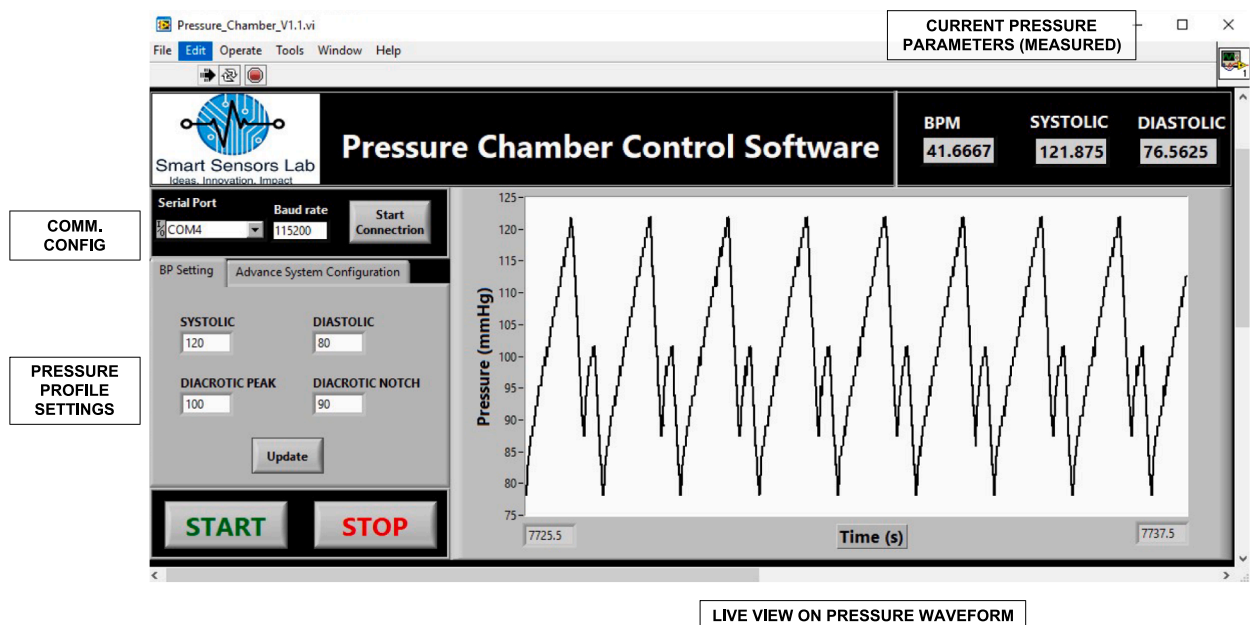 Pressure_Chamber_V1.1.vi
CURRENT PRESSURE
PARAMETERS (MEASURED)
File Edit Operate Tools Window Help
1
Smart Sensors Lab
Ideas, Innovation, Impact
Pressure Chamber Control Software
BPM SYSTOLIC DIASTOLIC
41.6667 121.875 76.5625
COMM.
CONFIG
Serial Port Baud rate
COM4 115200
Start
Connectrion
BP Setting Advance System Configuration
SYSTOLIC DIASTOLIC
120 80
DIACROTIC PEAK DIACROTIC NOTCH
100 90
Update
PRESSURE
PROFILE
SETTINGS
START STOP
Pressure (mmHg)
125
120
115
110
105
100
95
90
85
80
75
7725.5 Time (s) 7737.5
LIVE VIEW ON PRESSURE WAVEFORM